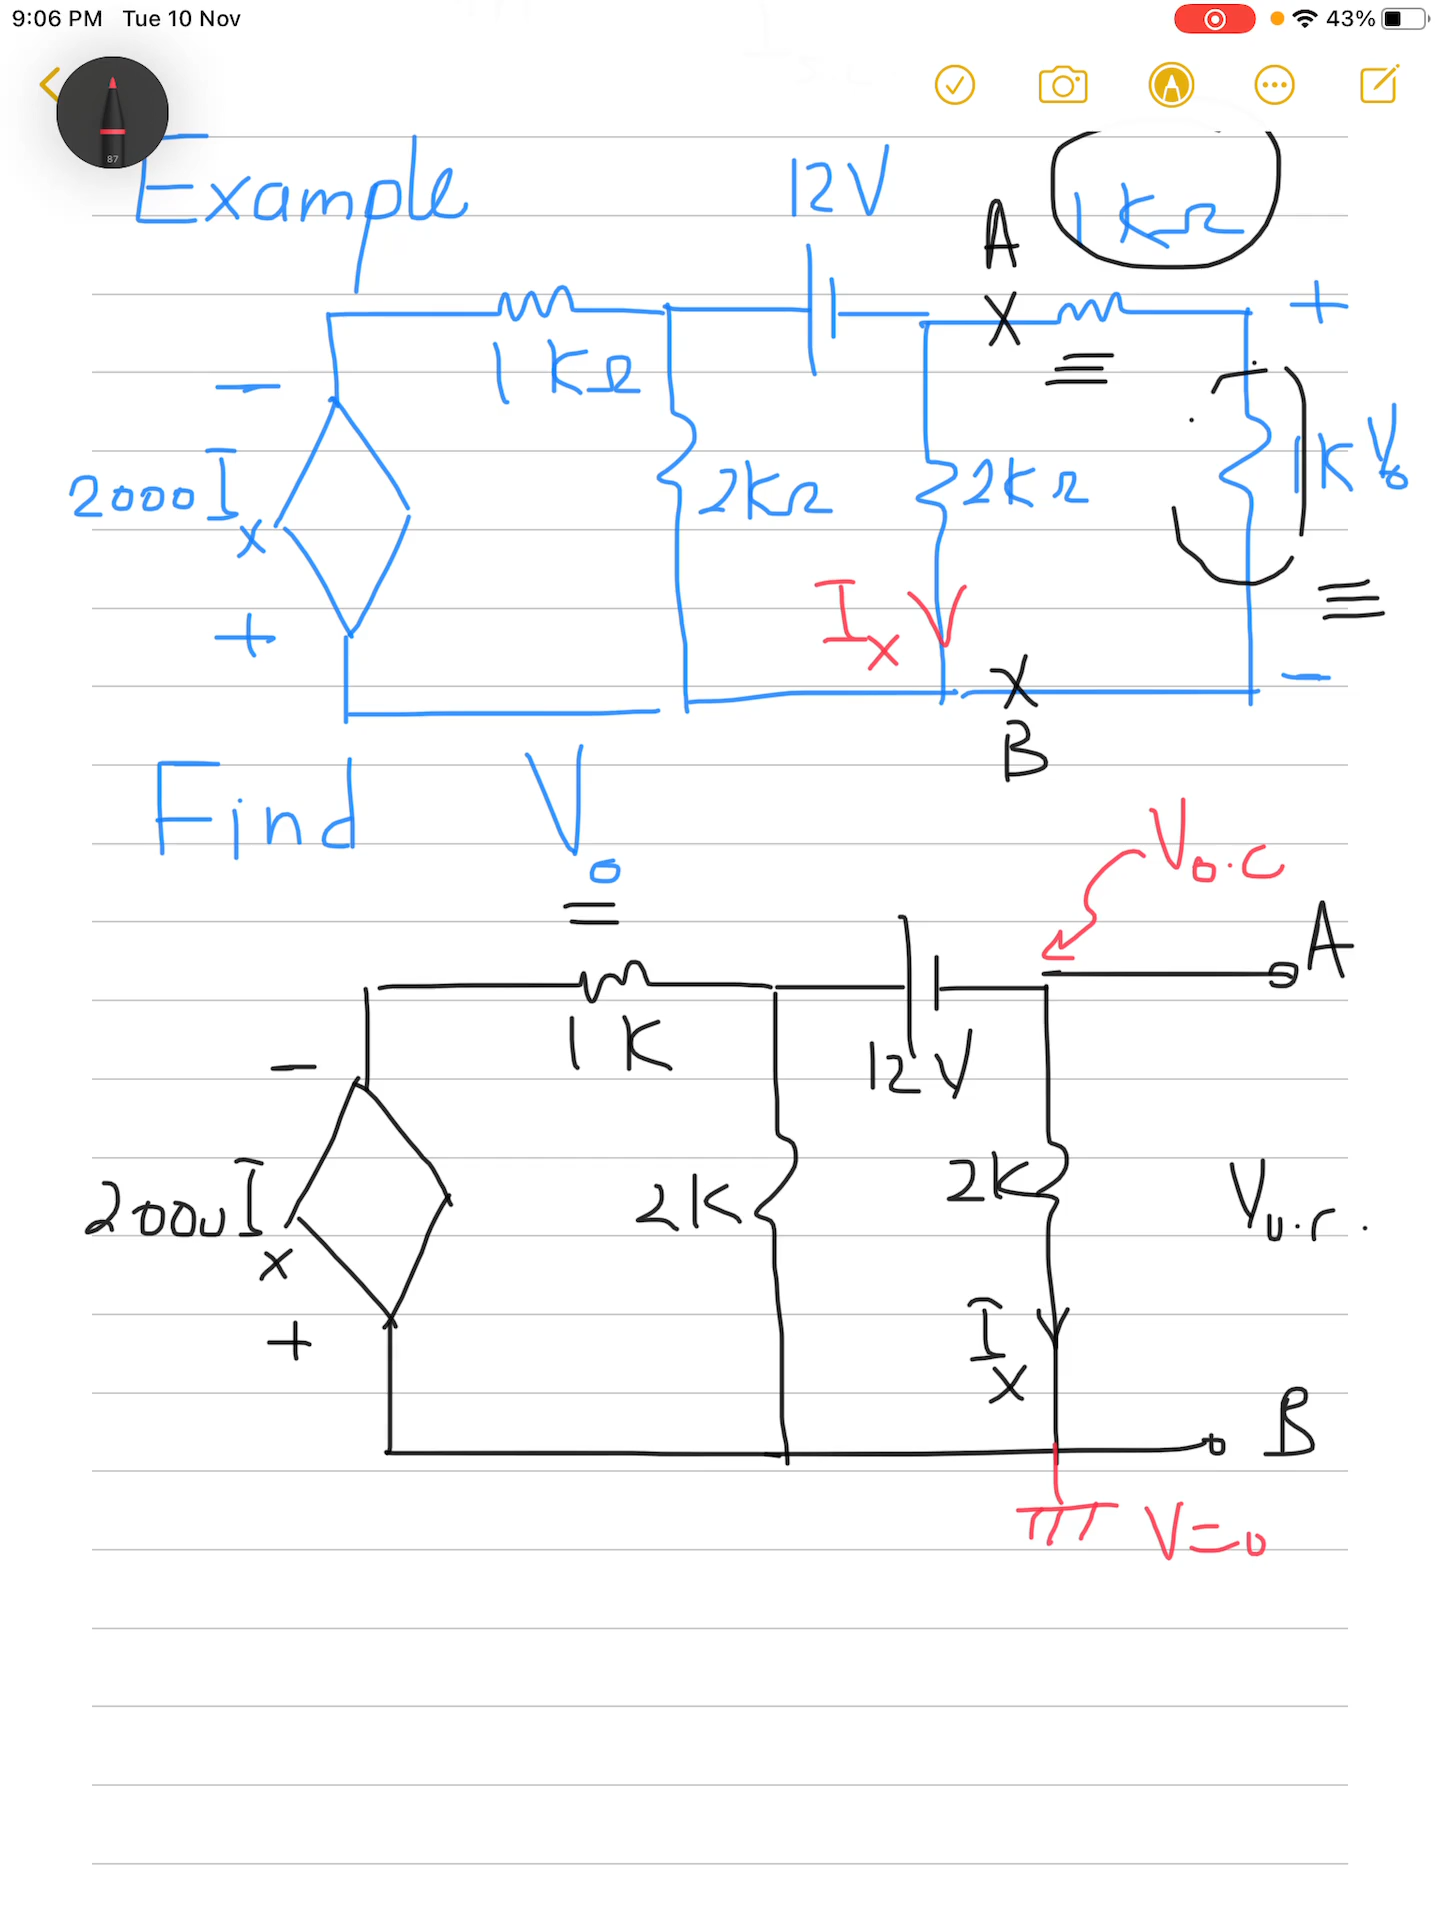 9:06 PM Tue 10 Nov 43%
87
Example
12V
A
1KΩ
X
+
1KΩ
−
2000Ix
2KΩ
2KΩ
1K Vo
+
Ix
X
−
B
Find Vo
Vo.c
A
1K
12V
−
2000Ix
2K
2K
+
Ix
B
V=0